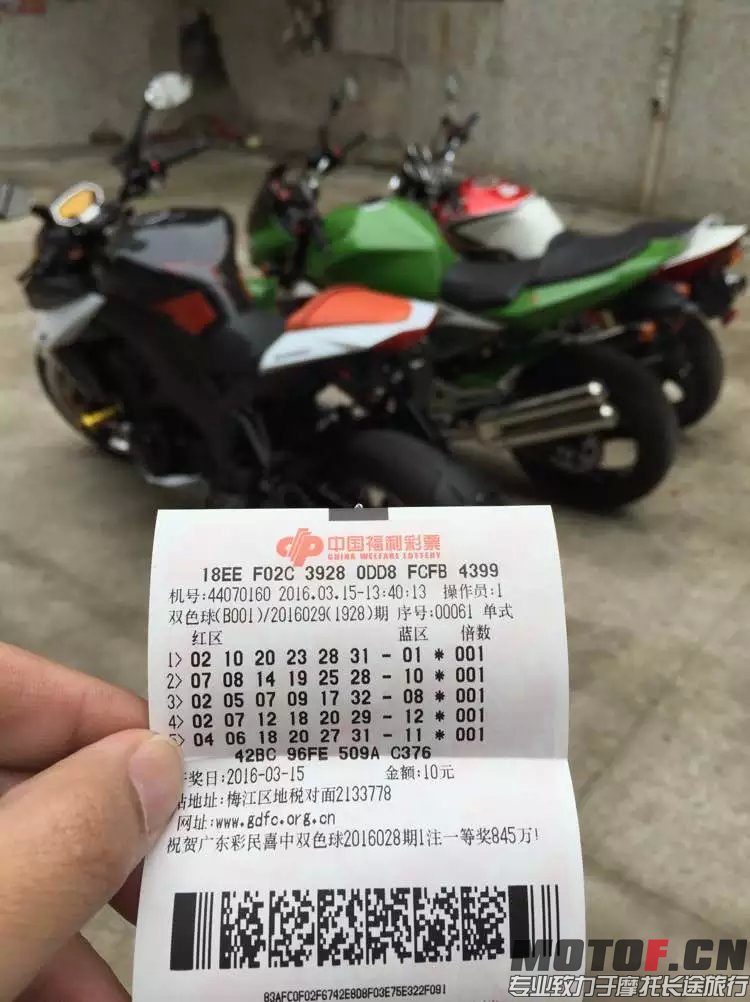 中国福利彩票
CHINA WELFARE LOTTERY
18EE F02C 3928 0DD8 FCFB 4399
机号:44070160 2016.03.15-13:40:13 操作员:1
双色球(B001)/2016029(1928)期 序号:00061 单式
红区 蓝区 倍数
1> 02 10 20 23 28 31 - 01 * 001
2> 07 08 14 19 25 28 - 10 * 001
3> 02 05 07 09 17 32 - 08 * 001
4> 02 07 12 18 20 29 - 12 * 001
5> 04 06 18 20 27 31 - 11 * 001
42BC 96FE 509A C376
奖日:2016-03-15 金额:10元
站地址:梅江区地税对面2133778
网址:www.gdfc.org.cn
祝贺广东彩民喜中双色球2016028期1注一等奖845万!
83AFC0F02F6742E8D8F03E75E322F091
MOTOF.CN
专业致力于摩托长途旅行